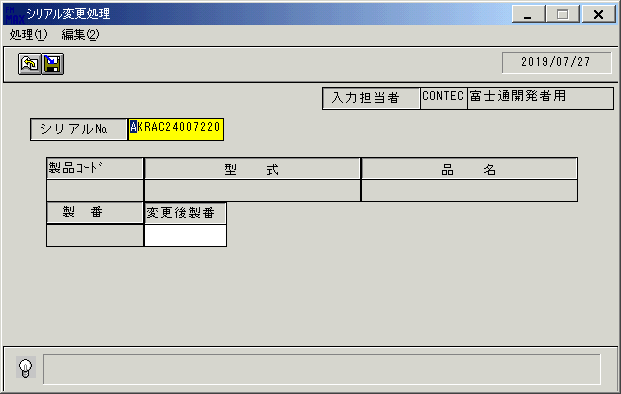 シリアル変更処理
処理(1) 編集(2)
2019/07/27
入力担当者 CONTEC 富士通開発者用
シリアル№ AKRAC24007220
製品ｺｰﾄﾞ 型 式 品 名
製 番 変更後製番